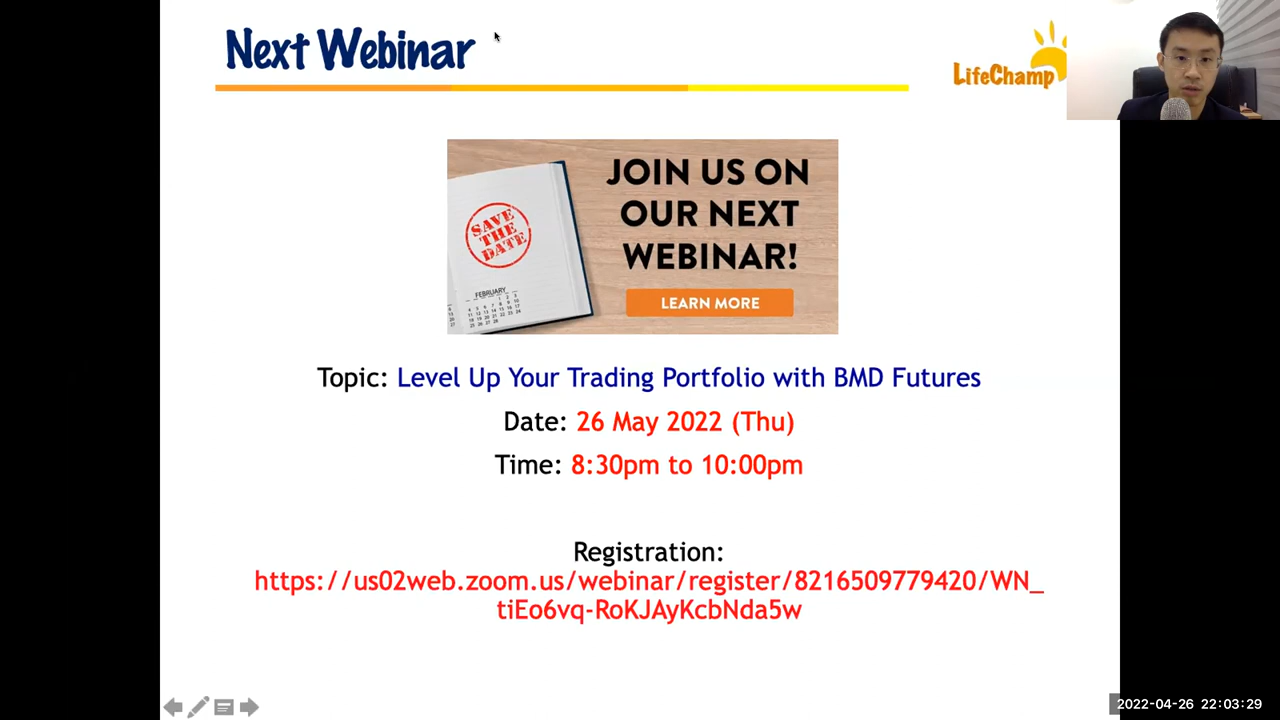 Next Webinar
LifeChamp
JOIN US ON
OUR NEXT
WEBINAR!
SAVE
THE
DATE
FEBRUARY
LEARN MORE
Topic: Level Up Your Trading Portfolio with BMD Futures
Date: 26 May 2022 (Thu)
Time: 8:30pm to 10:00pm
Registration:
https://us02web.zoom.us/webinar/register/8216509779420/WN_
tiEo6vq-RoKJAyKcbNda5w
2022-04-26 22:03:29